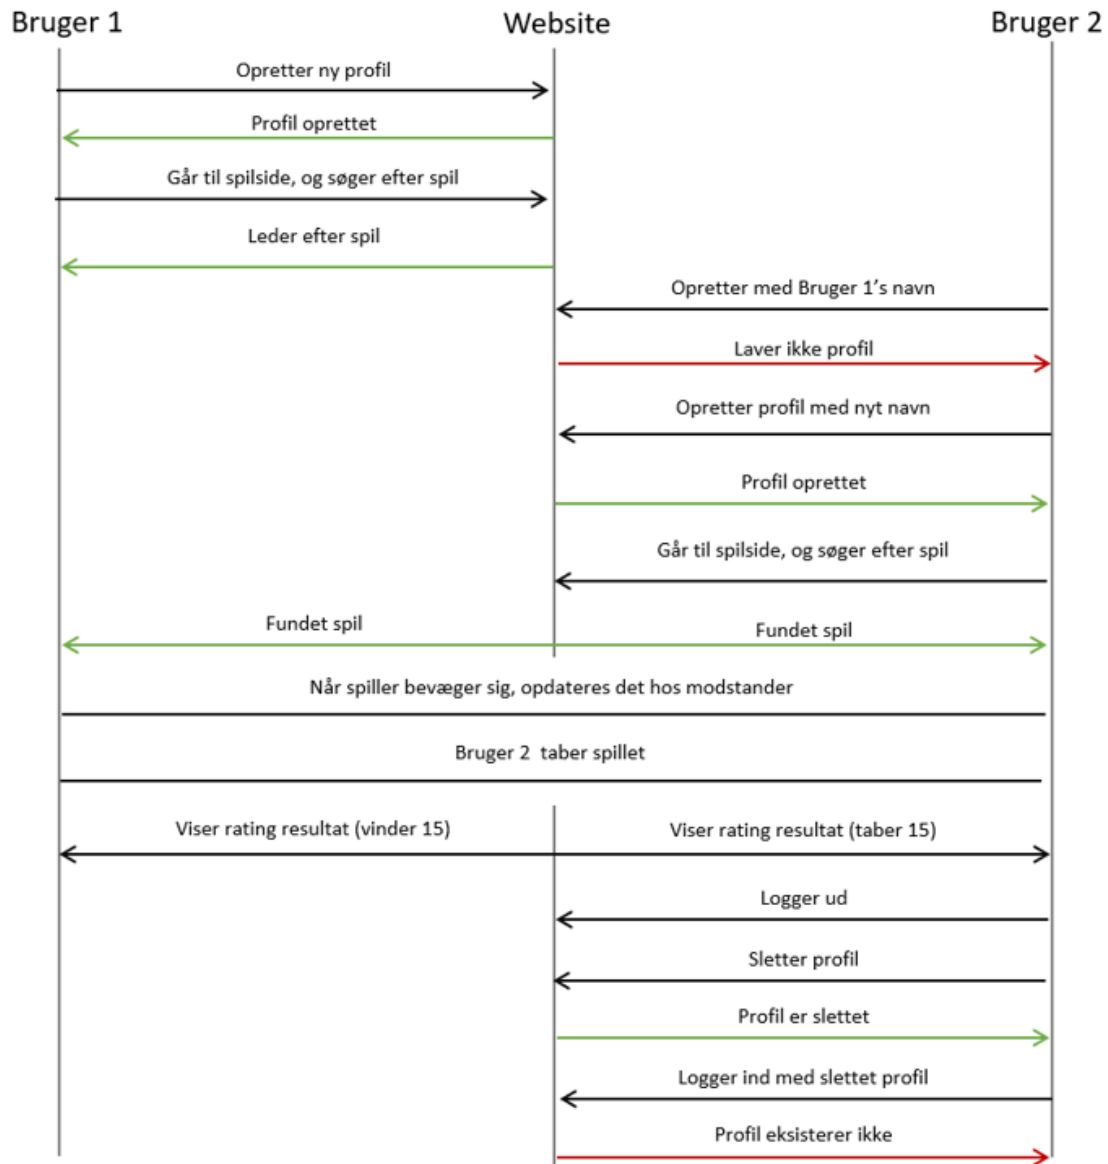 Bruger 1
Website
Bruger 2
Opretter ny profil
Profil oprettet
Går til spilside, og søger efter spil
Leder efter spil
Opretter med Bruger 1's navn
Laver ikke profil
Opretter profil med nyt navn
Profil oprettet
Går til spilside, og søger efter spil
Fundet spil
Fundet spil
Når spiller bevæger sig, opdateres det hos modstander
Bruger 2 taber spillet
Viser rating resultat (vinder 15)
Viser rating resultat (taber 15)
Logger ud
Sletter profil
Profil er slettet
Logger ind med slettet profil
Profil eksisterer ikke